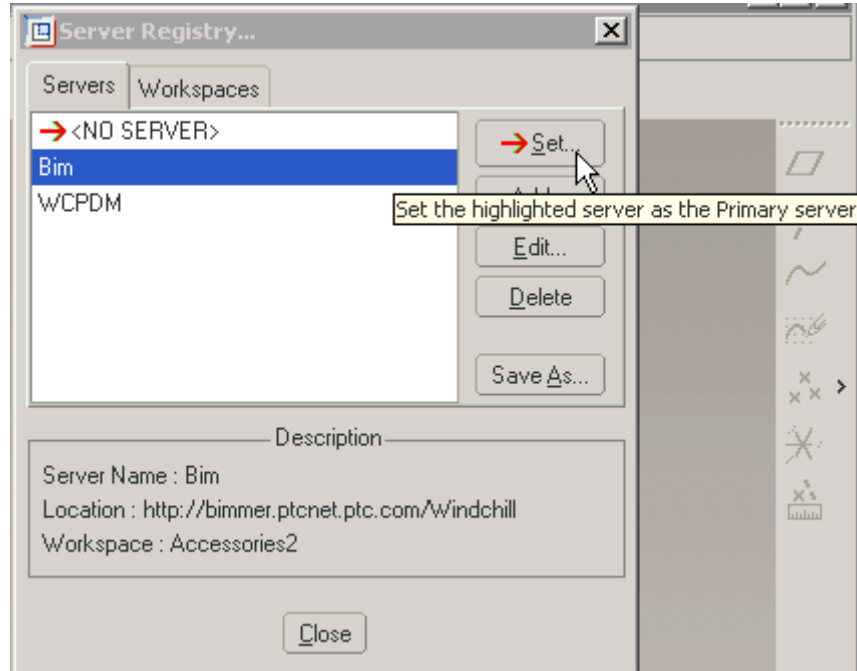 Server Registry...
Servers
Workspaces
<NO SERVER>
Set...
Bim
WCPDM
Set the highlighted server as the Primary server
Edit...
Delete
Save As...
Description
Server Name : Bim
Location : http://bimmer.ptcnet.ptc.com/Windchill
Workspace : Accessories2
Close